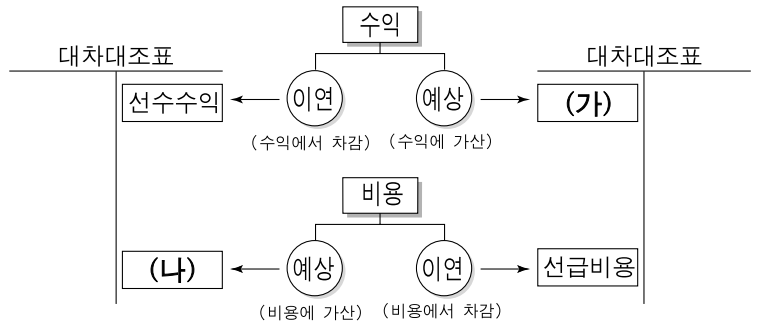 수익
대차대조표 대차대조표
선수수익 이연 예상 (가)
(수익에서 차감) (수익에 가산)
비용
(나) 예상 이연 선급비용
(비용에 가산) (비용에서 차감)